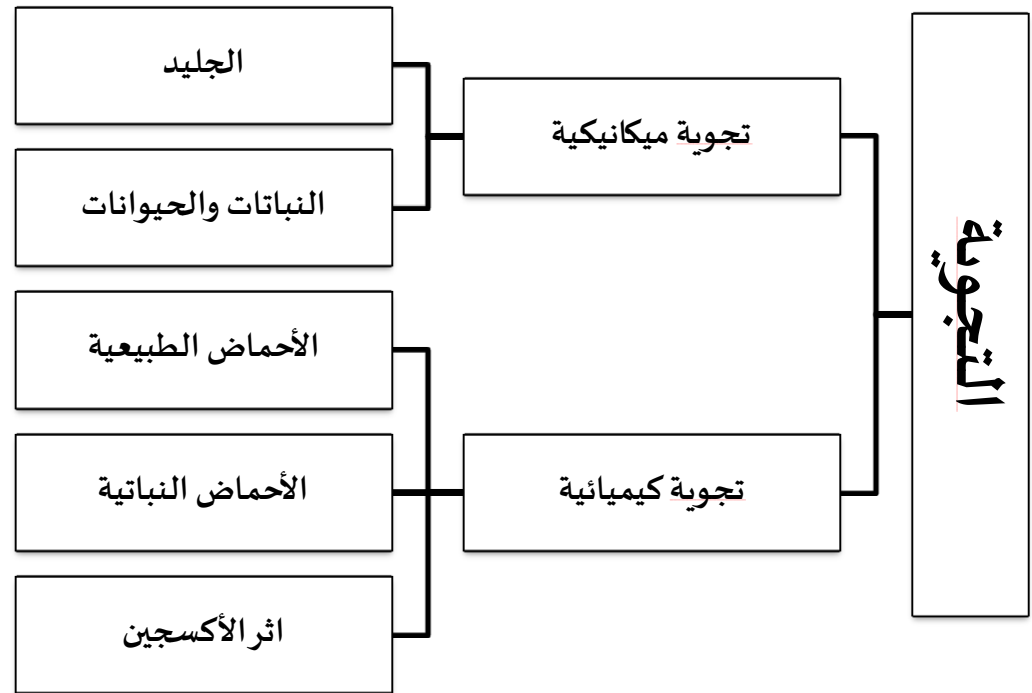 التجوية
تجوية ميكانيكية
الجليد
النباتات والحيوانات
تجوية كيميائية
الأحماض الطبيعية
الأحماض النباتية
اثر الأكسجين